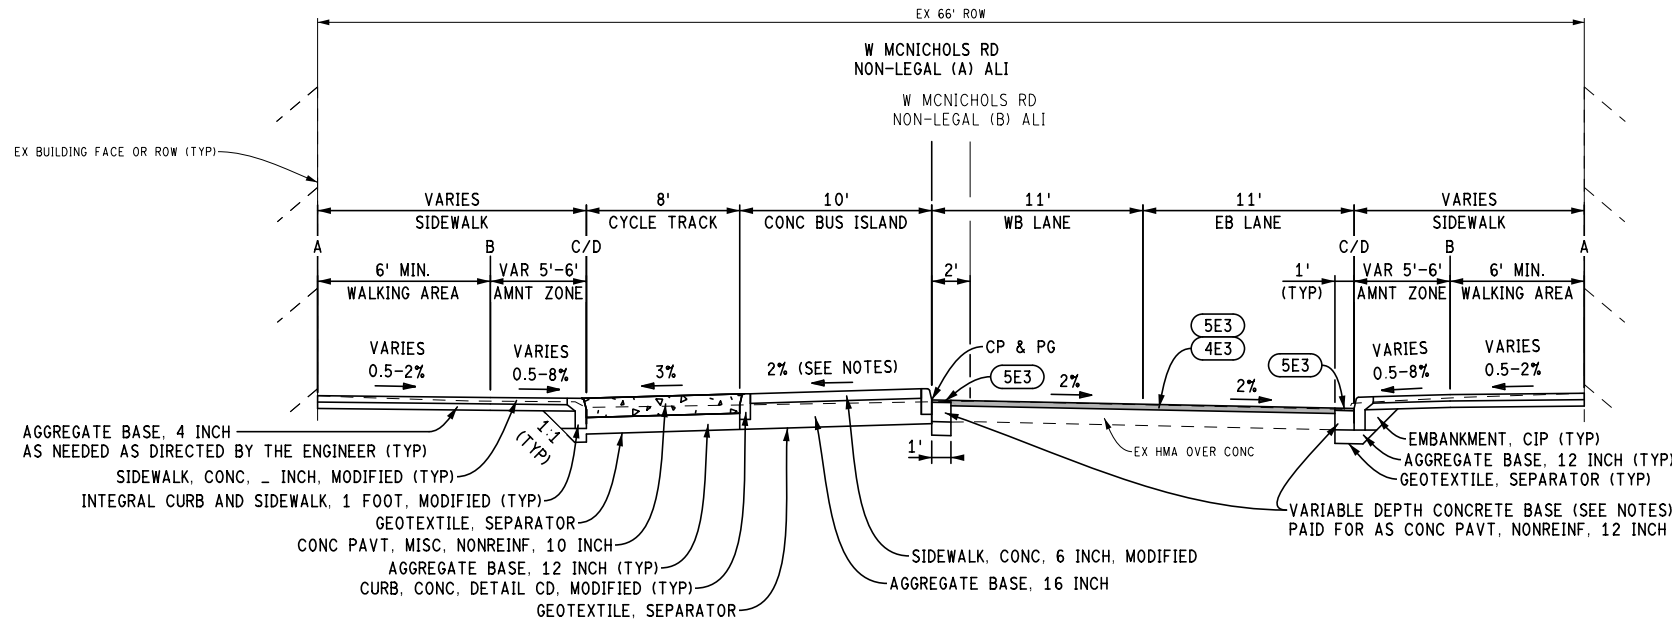 EX 66' ROW
W MCNICHOLS RD
NON-LEGAL (A) ALI
W MCNICHOLS RD
NON-LEGAL (B) ALI
EX BUILDING FACE OR ROW (TYP)
VARIES
SIDEWALK
8'
CYCLE TRACK
10'
CONC BUS ISLAND
11'
WB LANE
11'
EB LANE
VARIES
SIDEWALK
A
B
C/D
C/D
B
A
6' MIN.
WALKING AREA
VAR 5'-6'
AMNT ZONE
2'
1'
(TYP)
VAR 5'-6'
AMNT ZONE
6' MIN.
WALKING AREA
VARIES
0.5-2%
VARIES
0.5-8%
3%
2% (SEE NOTES)
CP & PG
5E3
2%
5E3
4E3
2%
5E3
VARIES
0.5-8%
VARIES
0.5-2%
AGGREGATE BASE, 4 INCH
AS NEEDED AS DIRECTED BY THE ENGINEER (TYP)
1:1
(TYP)
SIDEWALK, CONC, _ INCH, MODIFIED (TYP)
INTEGRAL CURB AND SIDEWALK, 1 FOOT, MODIFIED (TYP)
GEOTEXTILE, SEPARATOR
CONC PAVT, MISC, NONREINF, 10 INCH
AGGREGATE BASE, 12 INCH (TYP)
CURB, CONC, DETAIL CD, MODIFIED (TYP)
GEOTEXTILE, SEPARATOR
1'
EX HMA OVER CONC
SIDEWALK, CONC, 6 INCH, MODIFIED
AGGREGATE BASE, 16 INCH
EMBANKMENT, CIP (TYP)
AGGREGATE BASE, 12 INCH (TYP)
GEOTEXTILE, SEPARATOR (TYP)
VARIABLE DEPTH CONCRETE BASE (SEE NOTES)
PAID FOR AS CONC PAVT, NONREINF, 12 INCH